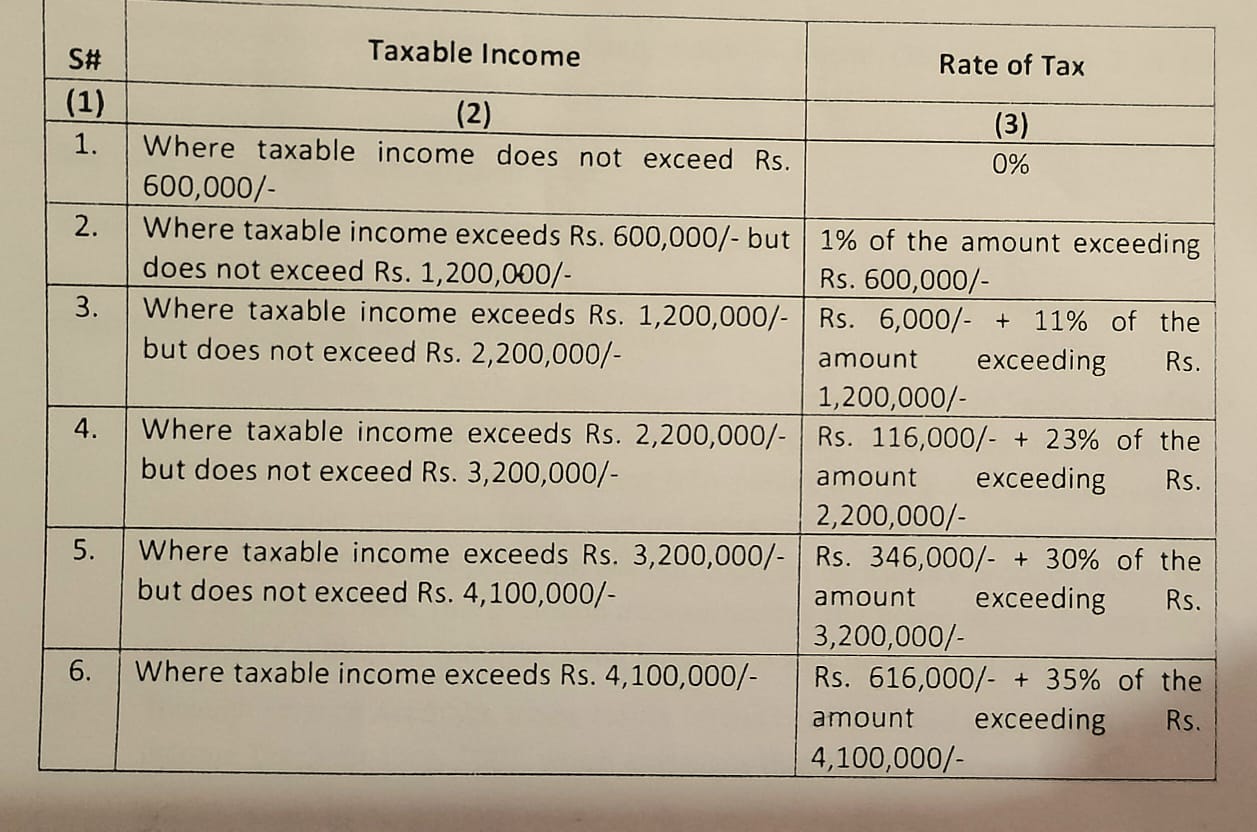 S# Taxable Income Rate of Tax
(1) (2) (3)
1. Where taxable income does not exceed Rs. 0%
600,000/-
2. Where taxable income exceeds Rs. 600,000/- but 1% of the amount exceeding
does not exceed Rs. 1,200,000/- Rs. 600,000/-
3. Where taxable income exceeds Rs. 1,200,000/- Rs. 6,000/- + 11% of the
but does not exceed Rs. 2,200,000/- amount exceeding Rs.
1,200,000/-
4. Where taxable income exceeds Rs. 2,200,000/- Rs. 116,000/- + 23% of the
but does not exceed Rs. 3,200,000/- amount exceeding Rs.
2,200,000/-
5. Where taxable income exceeds Rs. 3,200,000/- Rs. 346,000/- + 30% of the
but does not exceed Rs. 4,100,000/- amount exceeding Rs.
3,200,000/-
6. Where taxable income exceeds Rs. 4,100,000/- Rs. 616,000/- + 35% of the
amount exceeding Rs.
4,100,000/-